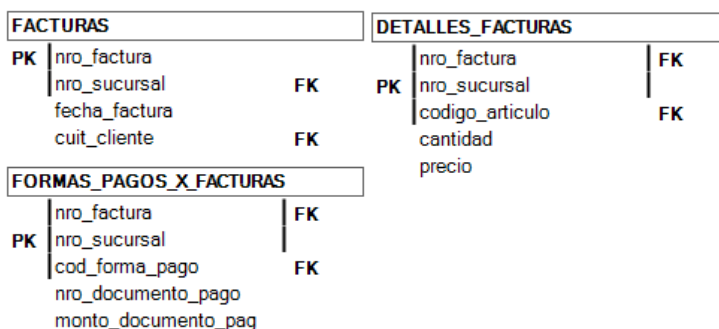 FACTURAS
PK nro_factura
nro_sucursal FK
fecha_factura
cuit_cliente FK
DETALLES_FACTURAS
nro_factura FK
PK nro_sucursal
codigo_articulo FK
cantidad
precio
FORMAS_PAGOS_X_FACTURAS
nro_factura FK
PK nro_sucursal
cod_forma_pago FK
nro_documento_pago
monto_documento_pag